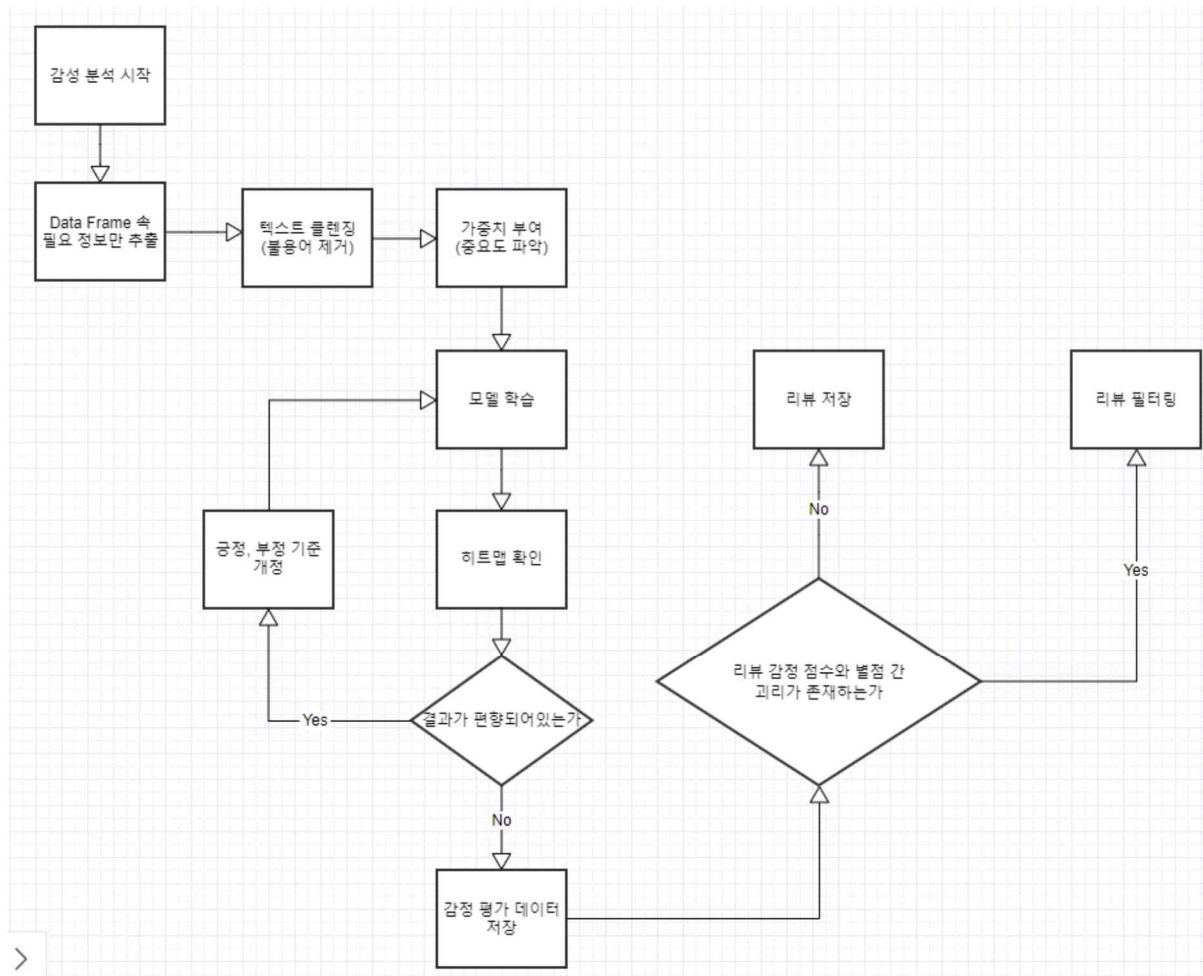 감성 분석 시작
Data Frame 속
필요 정보만 추출
텍스트 클렌징
(불용어 제거)
가중치 부여
(중요도 파악)
모델 학습
리뷰 저장
리뷰 필터링
No
긍정, 부정 기준
개정
히트맵 확인
Yes
리뷰 감정 점수와 별점 간
괴리가 존재하는가
Yes
결과가 편향되어있는가
No
감정 평가 데이터
저장